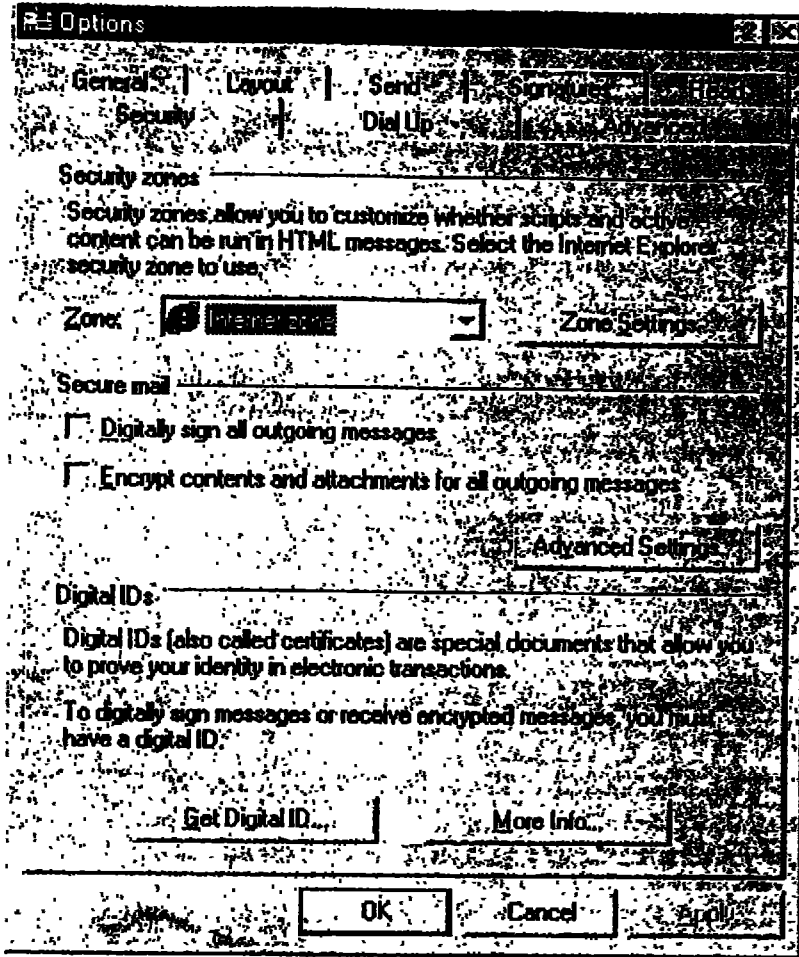 Options
General Layout Send Signatures Read
Security Dial Up Advanced
Security zones
Security zones allow you to customize whether scripts and active
content can be run in HTML messages. Select the Internet Explorer
security zone to use.
Zone: Internet zone Zone Settings...
Secure mail
Digitally sign all outgoing messages
Encrypt contents and attachments for all outgoing messages
Advanced Settings...
Digital IDs
Digital IDs (also called certificates) are special documents that allow you
to prove your identity in electronic transactions.
To digitally sign messages or receive encrypted messages, you must
have a digital ID.
Get Digital ID... More Info...
OK Cancel Apply